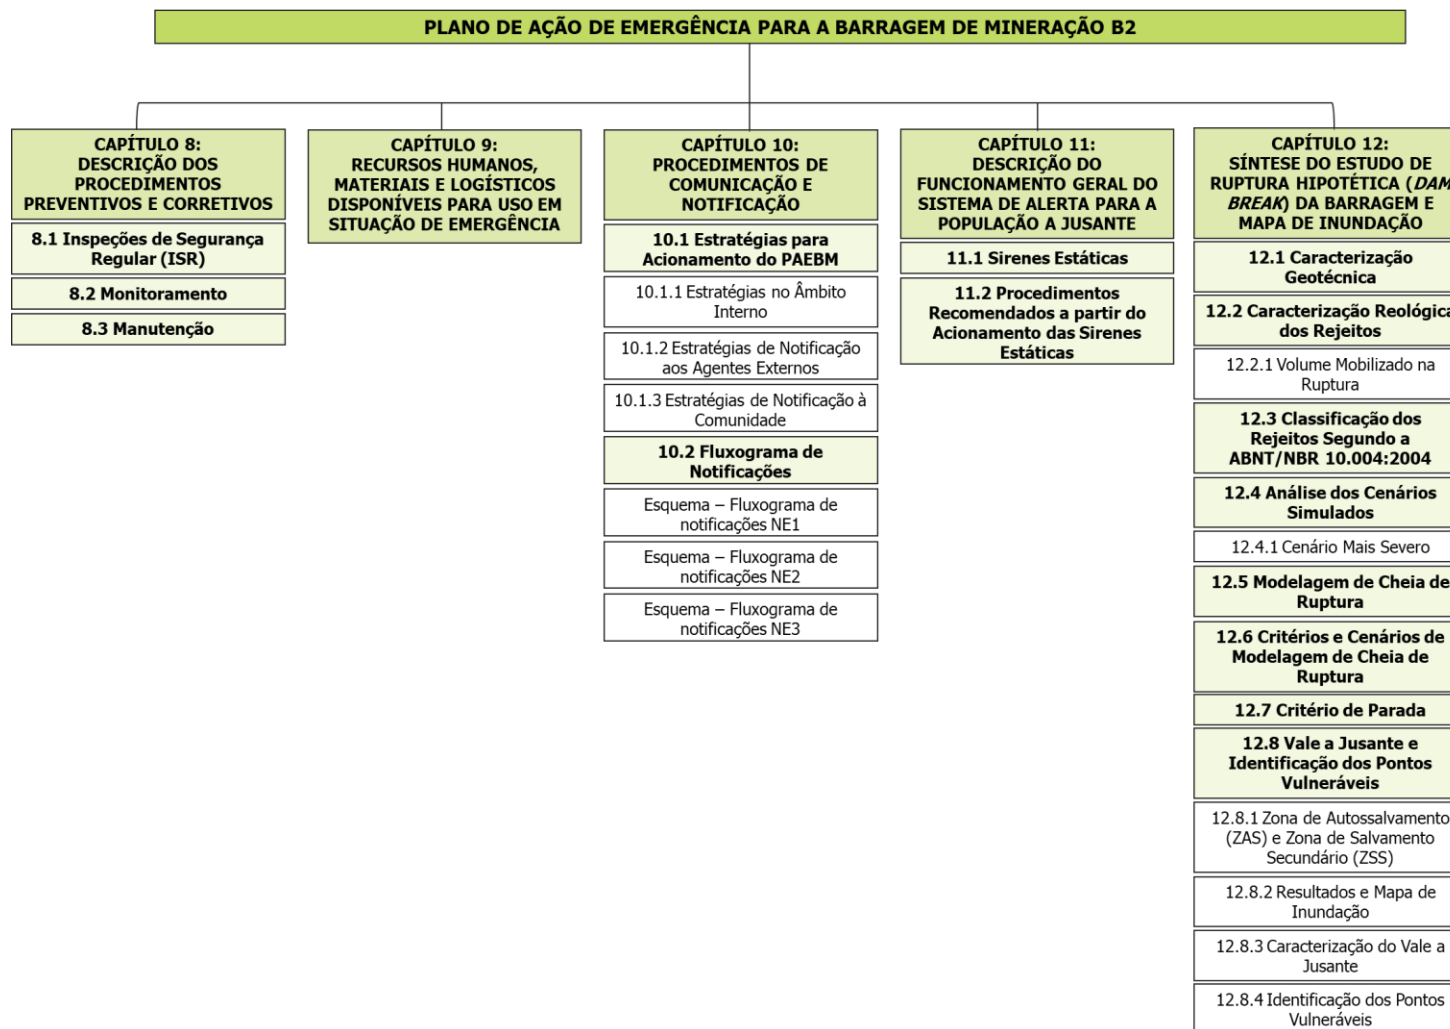 PLANO DE AÇÃO DE EMERGÊNCIA PARA A BARRAGEM DE MINERAÇÃO B2
CAPÍTULO 8:
DESCRIÇÃO DOS
PROCEDIMENTOS
PREVENTIVOS E CORRETIVOS
8.1 Inspeções de Segurança
Regular (ISR)
8.2 Monitoramento
8.3 Manutenção
CAPÍTULO 9:
RECURSOS HUMANOS,
MATERIAIS E LOGÍSTICOS
DISPONÍVEIS PARA USO EM
SITUAÇÃO DE EMERGÊNCIA
CAPÍTULO 10:
PROCEDIMENTOS DE
COMUNICAÇÃO E
NOTIFICAÇÃO
10.1 Estratégias para
Acionamento do PAEBM
10.1.1 Estratégias no Âmbito
Interno
10.1.2 Estratégias de Notificação
aos Agentes Externos
10.1.3 Estratégias de Notificação à
Comunidade
10.2 Fluxograma de
Notificações
Esquema – Fluxograma de
notificações NE1
Esquema – Fluxograma de
notificações NE2
Esquema – Fluxograma de
notificações NE3
CAPÍTULO 11:
DESCRIÇÃO DO
FUNCIONAMENTO GERAL DO
SISTEMA DE ALERTA PARA A
POPULAÇÃO A JUSANTE
11.1 Sirenes Estáticas
11.2 Procedimentos
Recomendados a partir do
Acionamento das Sirenes
Estáticas
CAPÍTULO 12:
SÍNTESE DO ESTUDO DE
RUPTURA HIPOTÉTICA (DAM
BREAK) DA BARRAGEM E
MAPA DE INUNDAÇÃO
12.1 Caracterização
Geotécnica
12.2 Caracterização Reológica
dos Rejeitos
12.2.1 Volume Mobilizado na
Ruptura
12.3 Classificação dos
Rejeitos Segundo a
ABNT/NBR 10.004:2004
12.4 Análise dos Cenários
Simulados
12.4.1 Cenário Mais Severo
12.5 Modelagem de Cheia de
Ruptura
12.6 Critérios e Cenários de
Modelagem de Cheia de
Ruptura
12.7 Critério de Parada
12.8 Vale a Jusante e
Identificação dos Pontos
Vulneráveis
12.8.1 Zona de Autossalvamento
(ZAS) e Zona de Salvamento
Secundário (ZSS)
12.8.2 Resultados e Mapa de
Inundação
12.8.3 Caracterização do Vale a
Jusante
12.8.4 Identificação dos Pontos
Vulneráveis